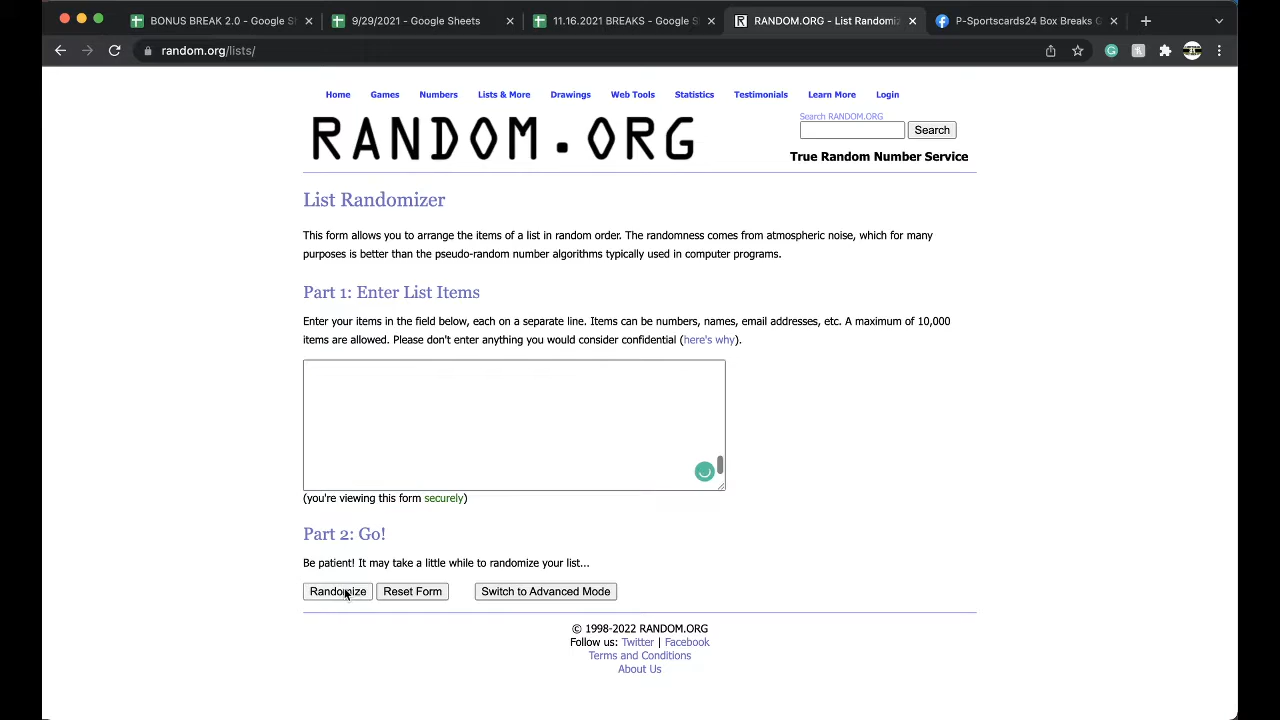 BONUS BREAK 2.0 - Google Sh
9/29/2021 - Google Sheets
11.16.2021 BREAKS - Google S
RANDOM.ORG - List Randomiz
P-Sportscards24 Box Breaks G
random.org/lists/
Home Games Numbers Lists & More Drawings Web Tools Statistics Testimonials Learn More Login
RANDOM.ORG
Search RANDOM.ORG
Search
True Random Number Service
List Randomizer
This form allows you to arrange the items of a list in random order. The randomness comes from atmospheric noise, which for many
purposes is better than the pseudo-random number algorithms typically used in computer programs.
Part 1: Enter List Items
Enter your items in the field below, each on a separate line. Items can be numbers, names, email addresses, etc. A maximum of 10,000
items are allowed. Please don't enter anything you would consider confidential (here's why).
(you're viewing this form securely)
Part 2: Go!
Be patient! It may take a little while to randomize your list...
Randomize Reset Form Switch to Advanced Mode
© 1998-2022 RANDOM.ORG
Follow us: Twitter | Facebook
Terms and Conditions
About Us